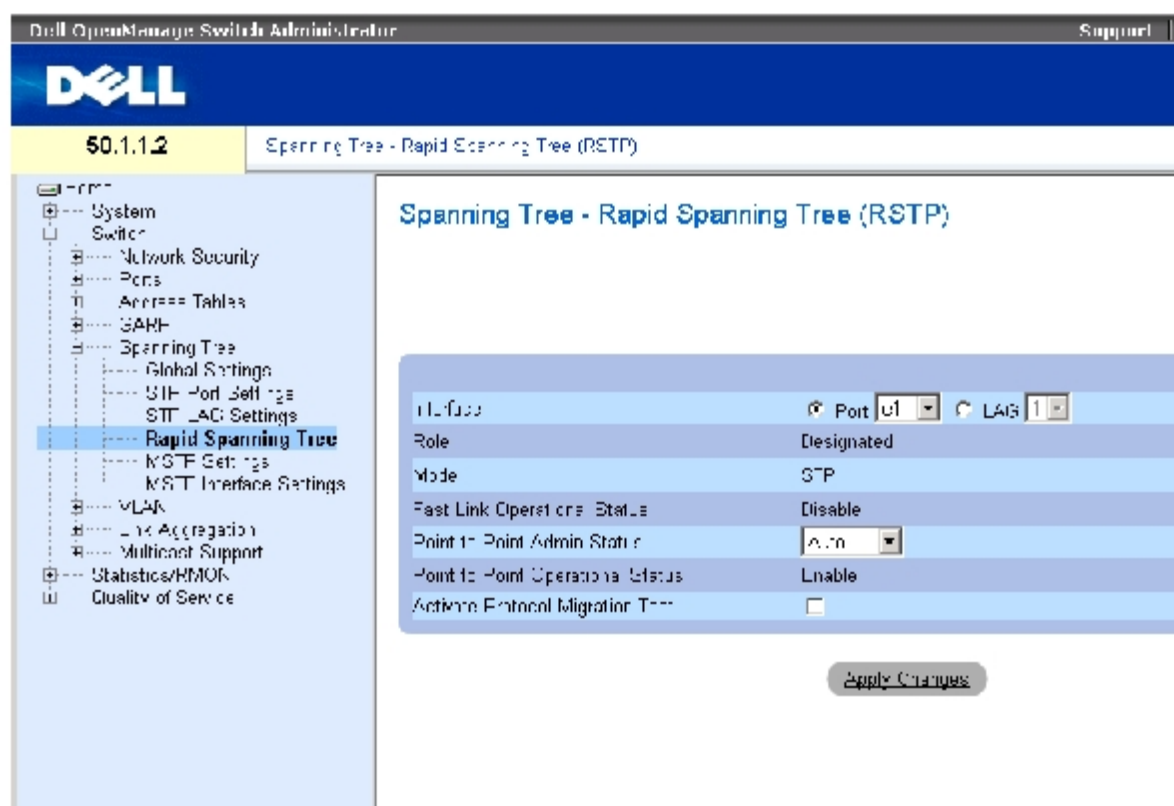 Dell OpenManage Switch Administrator Support
DELL
50.1.1.2
Spanning Tree - Rapid Spanning Tree (RSTP)
Home
System
Switch
Network Security
Ports
Address Tables
GARP
Spanning Tree
Global Settings
STP Port Settings
STP LAG Settings
Rapid Spanning Tree
MSTP Settings
MSTP Interface Settings
VLAN
Link Aggregation
Multicast Support
Statistics/RMON
Quality of Service
Spanning Tree - Rapid Spanning Tree (RSTP)
Interface Port LAG 1
Role Designated
Mode STP
Fast Link Operational Status Disable
Point to Point Admin Status Auto
Point to Point Operational Status Enable
Activate Protocol Migration Test
Apply Changes